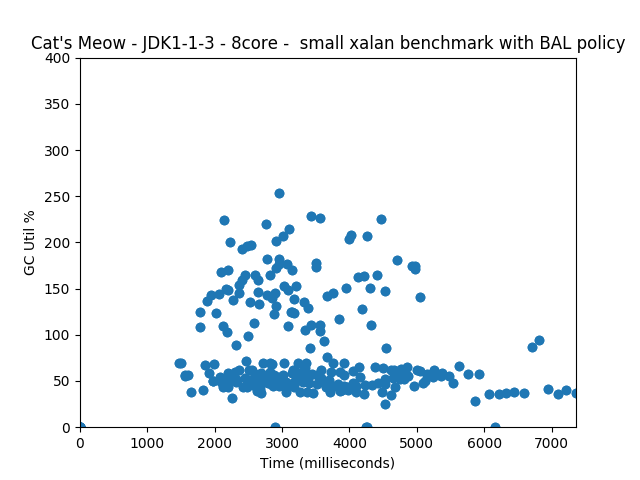 Cat's Meow - JDK1-1-3 - 8core -  small xalan benchmark with BAL policy
400
350
300
250
200
150
100
50
0
GC Util %
0 1000 2000 3000 4000 5000 6000 7000
Time (milliseconds)